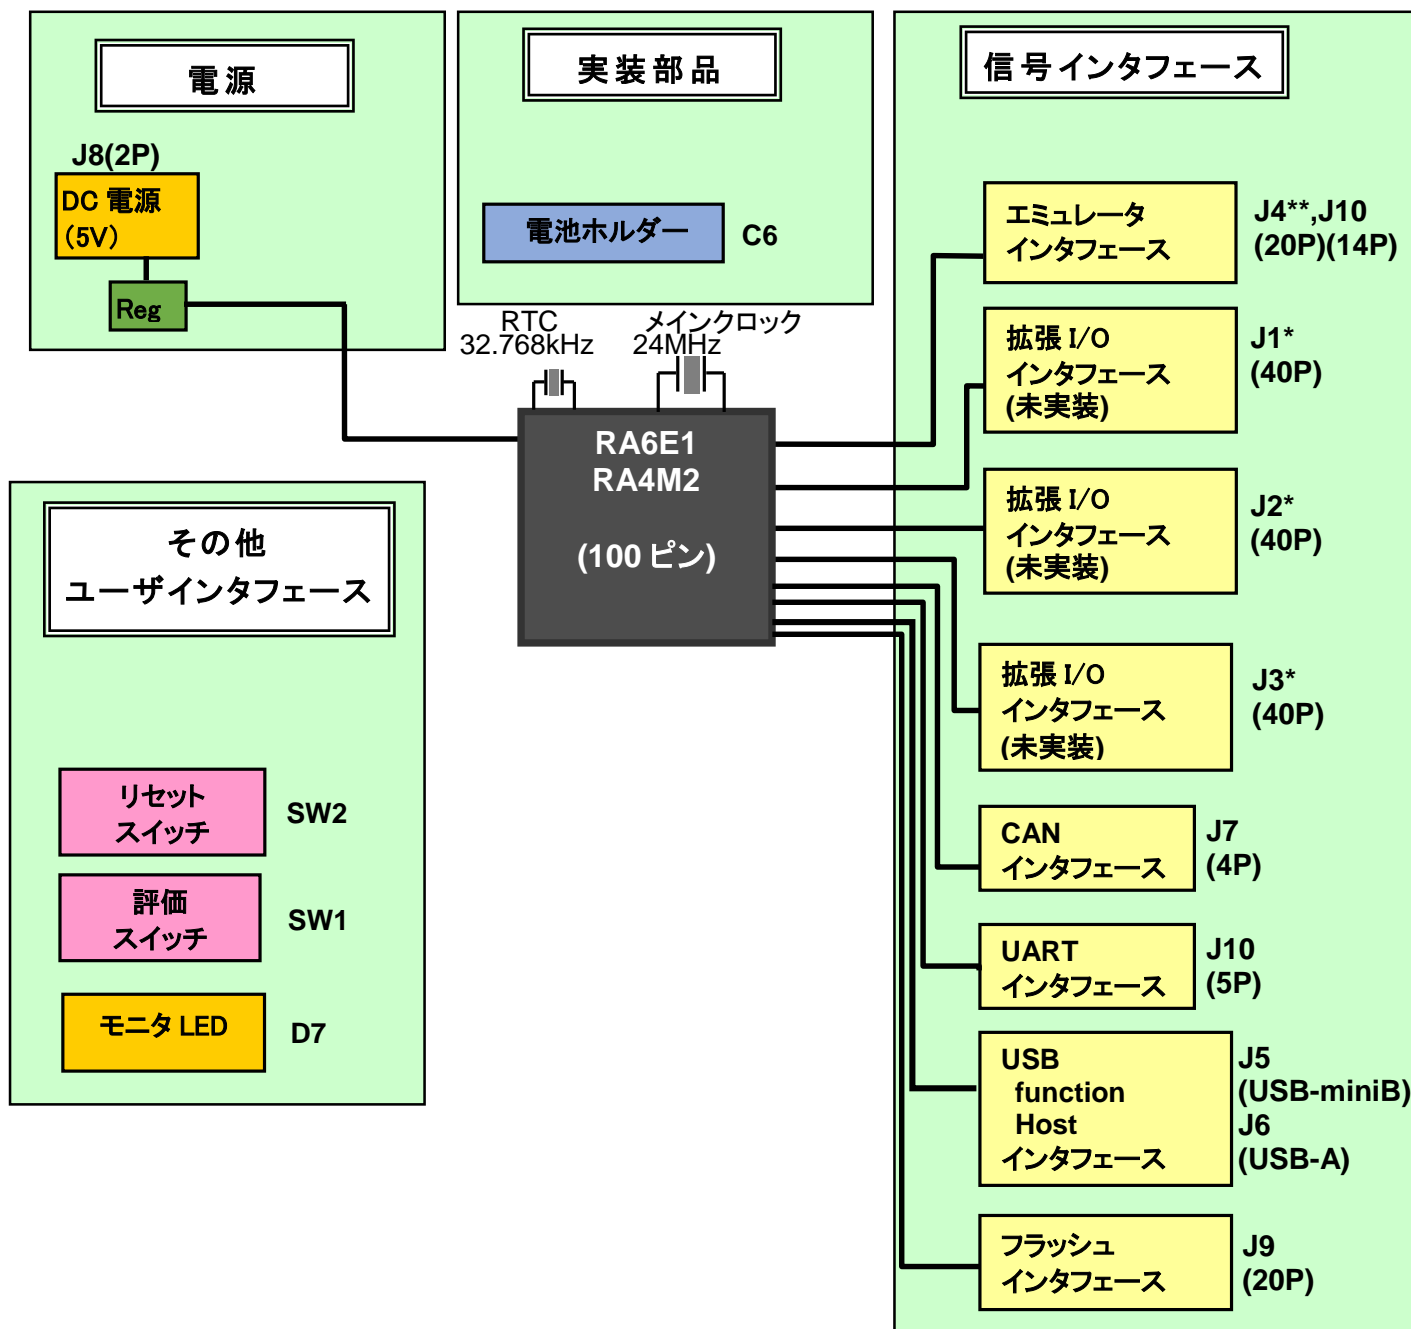 電源
J8(2P)
DC 電源
(5V)
Reg
実装部品
電池ホルダー
C6
RTC
32.768kHz
メインクロック
24MHz
RA6E1
RA4M2
(100 ピン)
その他
ユーザインタフェース
リセット
スイッチ
SW2
評価
スイッチ
SW1
モニタ LED
D7
信号インタフェース
エミュレータ
インタフェース
J4**,J10
(20P)(14P)
拡張 I/O
インタフェース
(未実装)
J1*
(40P)
拡張 I/O
インタフェース
(未実装)
J2*
(40P)
拡張 I/O
インタフェース
(未実装)
J3*
(40P)
CAN
インタフェース
J7
(4P)
UART
インタフェース
J10
(5P)
USB
function
Host
インタフェース
J5
(USB-miniB)
J6
(USB-A)
フラッシュ
インタフェース
J9
(20P)